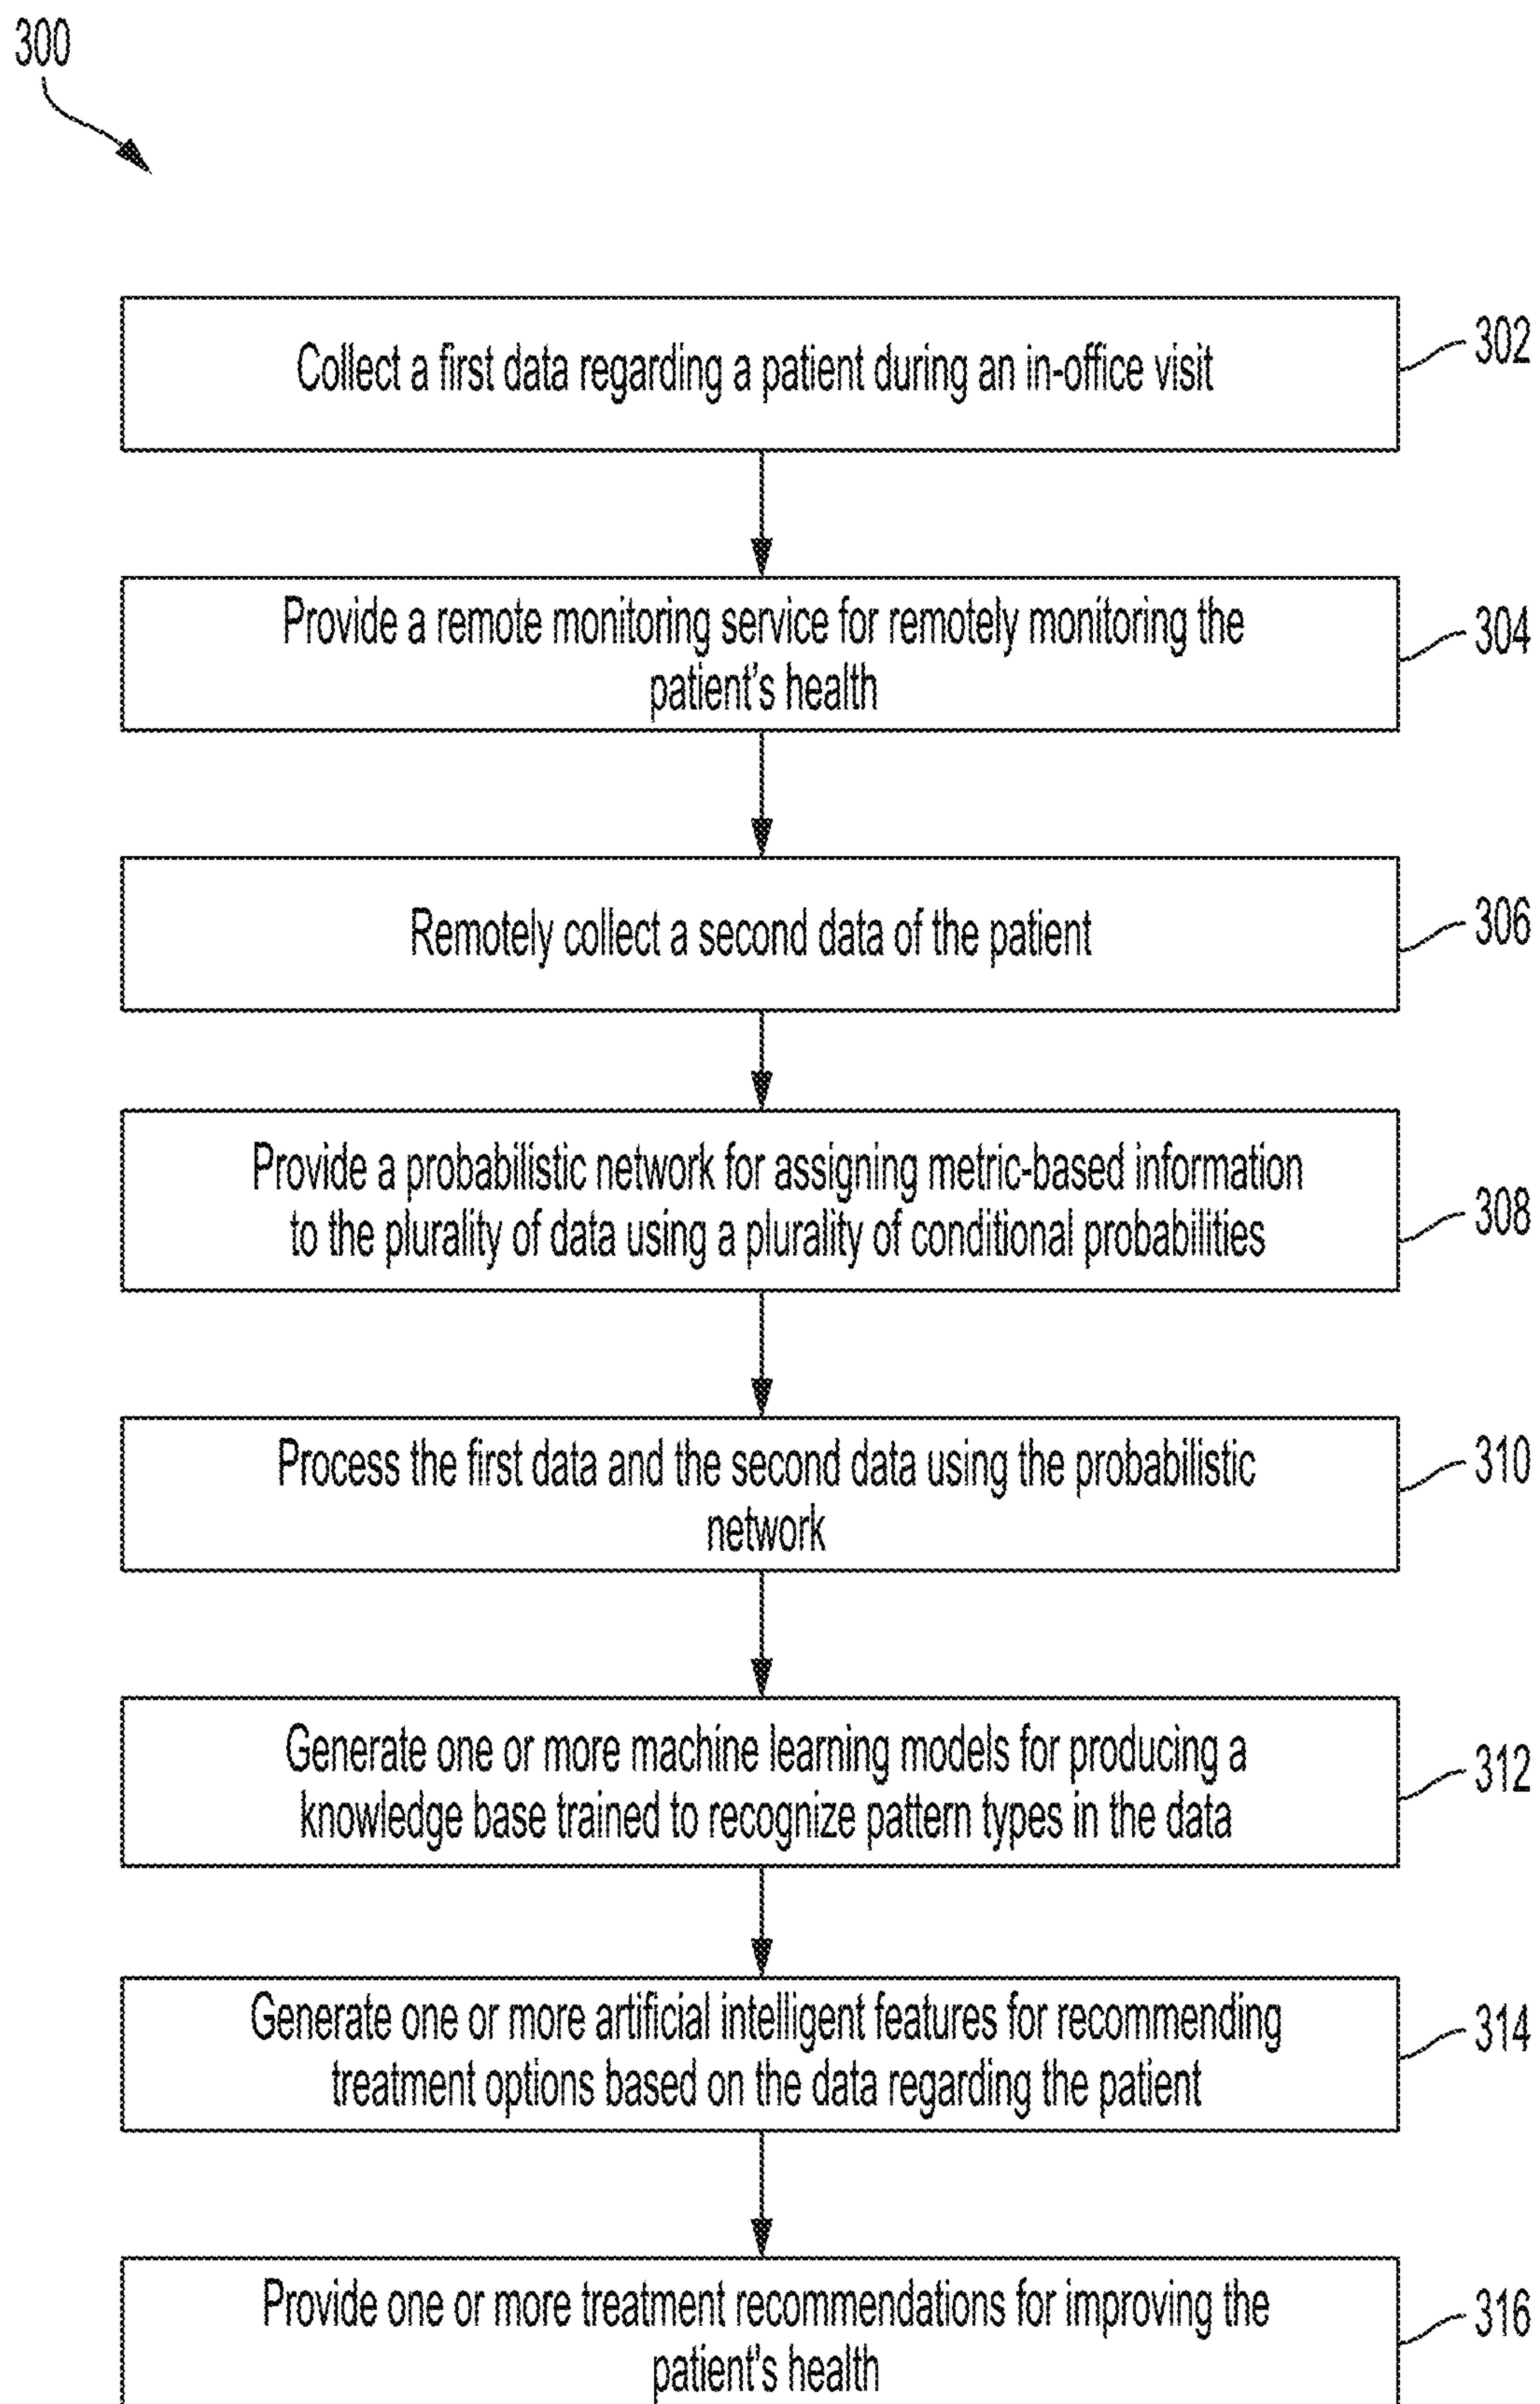 300
Collect a first data regarding a patient during an in-office visit
302
Provide a remote monitoring service for remotely monitoring the
patient's health
304
Remotely collect a second data of the patient
306
Provide a probabilistic network for assigning metric-based information
to the plurality of data using a plurality of conditional probabilities
308
Process the first data and the second data using the probabilistic
network
310
Generate one or more machine learning models for producing a
knowledge base trained to recognize pattern types in the data
312
Generate one or more artificial intelligent features for recommending
treatment options based on the data regarding the patient
314
Provide one or more treatment recommendations for improving the
patient's health
316